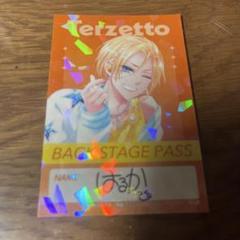 Terzetto
BACK STAGE PASS
NAME
はるか